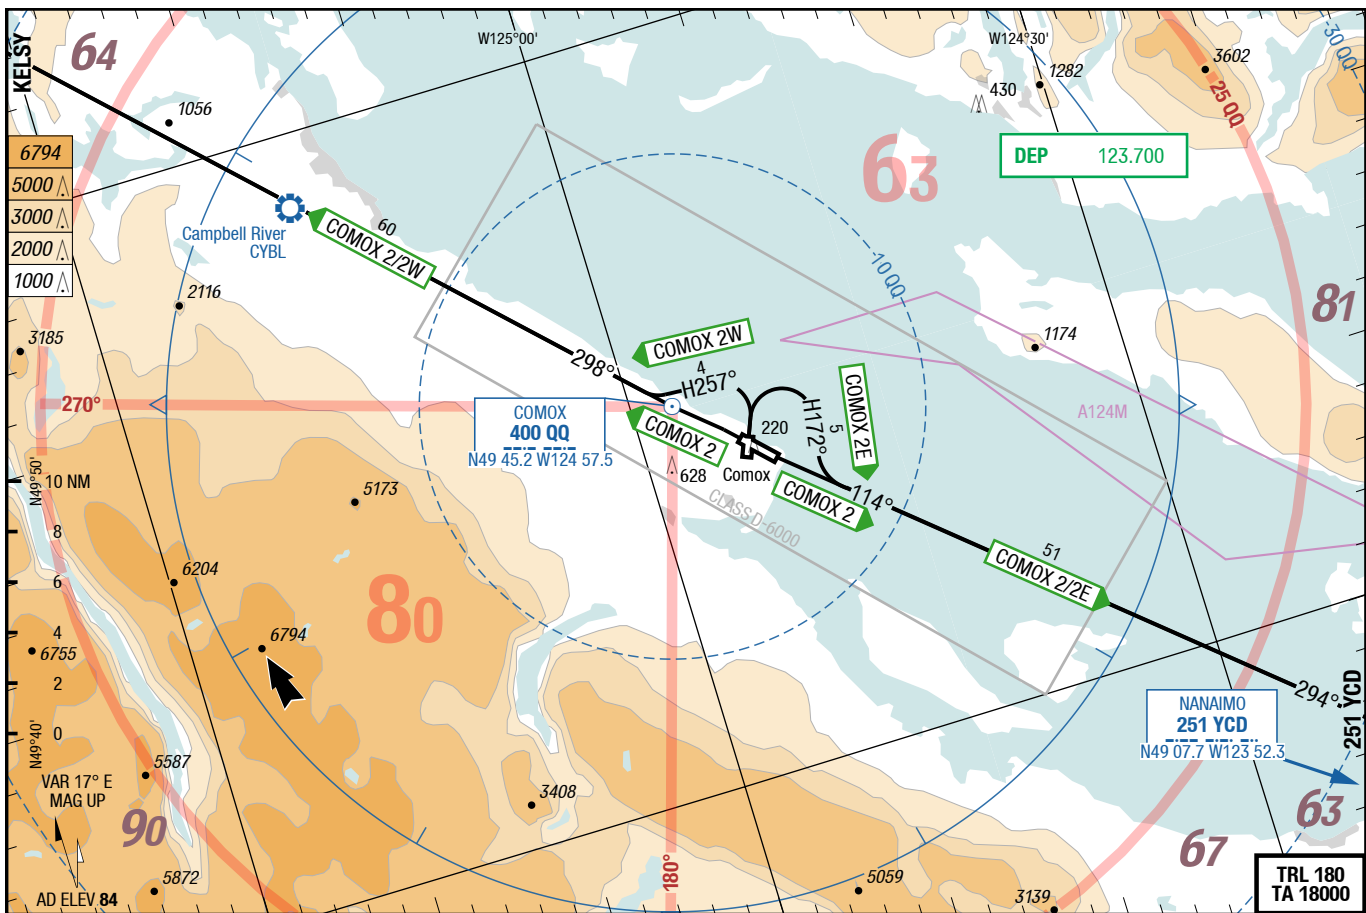 KELSY
64
W125°00'
W124°30'
3602
30 QQ
1282
430
25 QQ
1056
DEP 123.700
63
6794
5000
3000
2000
1000
Campbell River
CYBL
60
COMOX 2/2W
10 QQ
2116
81
3185
1174
COMOX 2W
298°
4
H257°
COMOX 2E
270°
COMOX
400 QQ
N49 45.2 W124 57.5
COMOX 2
H172°
5
A124M
220
Comox
628
CLASS D-6000
COMOX 2
114°
N49°50'
10 NM
8
6
4
2
0
5173
6204
80
51
COMOX 2/2E
6794
6755
294°
251 YCD
NANAIMO
251 YCD
N49 07.7 W123 52.3
N49°40'
5587
VAR 17° E
MAG UP
3408
90
63
67
180°
5872
5059
3139
AD ELEV 84
TRL 180
TA 18000